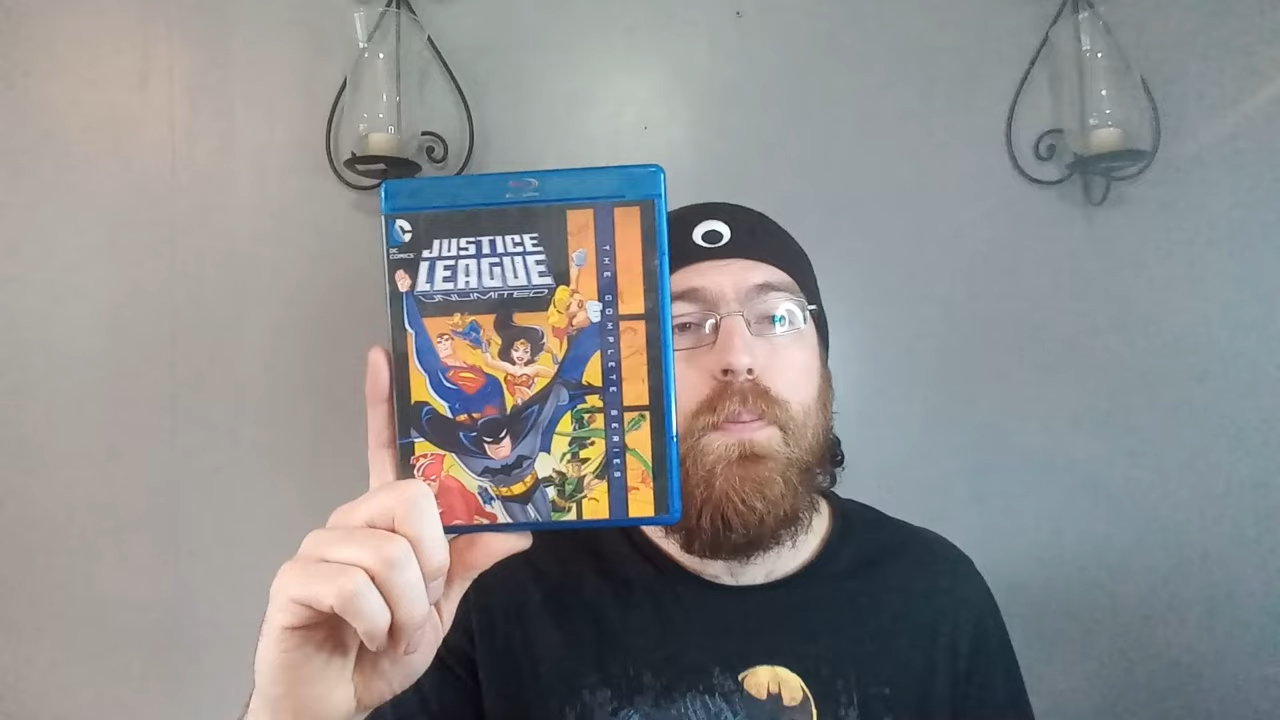 DC
COMICS
JUSTICE
LEAGUE
UNLIMITED
THE COMPLETE SERIES